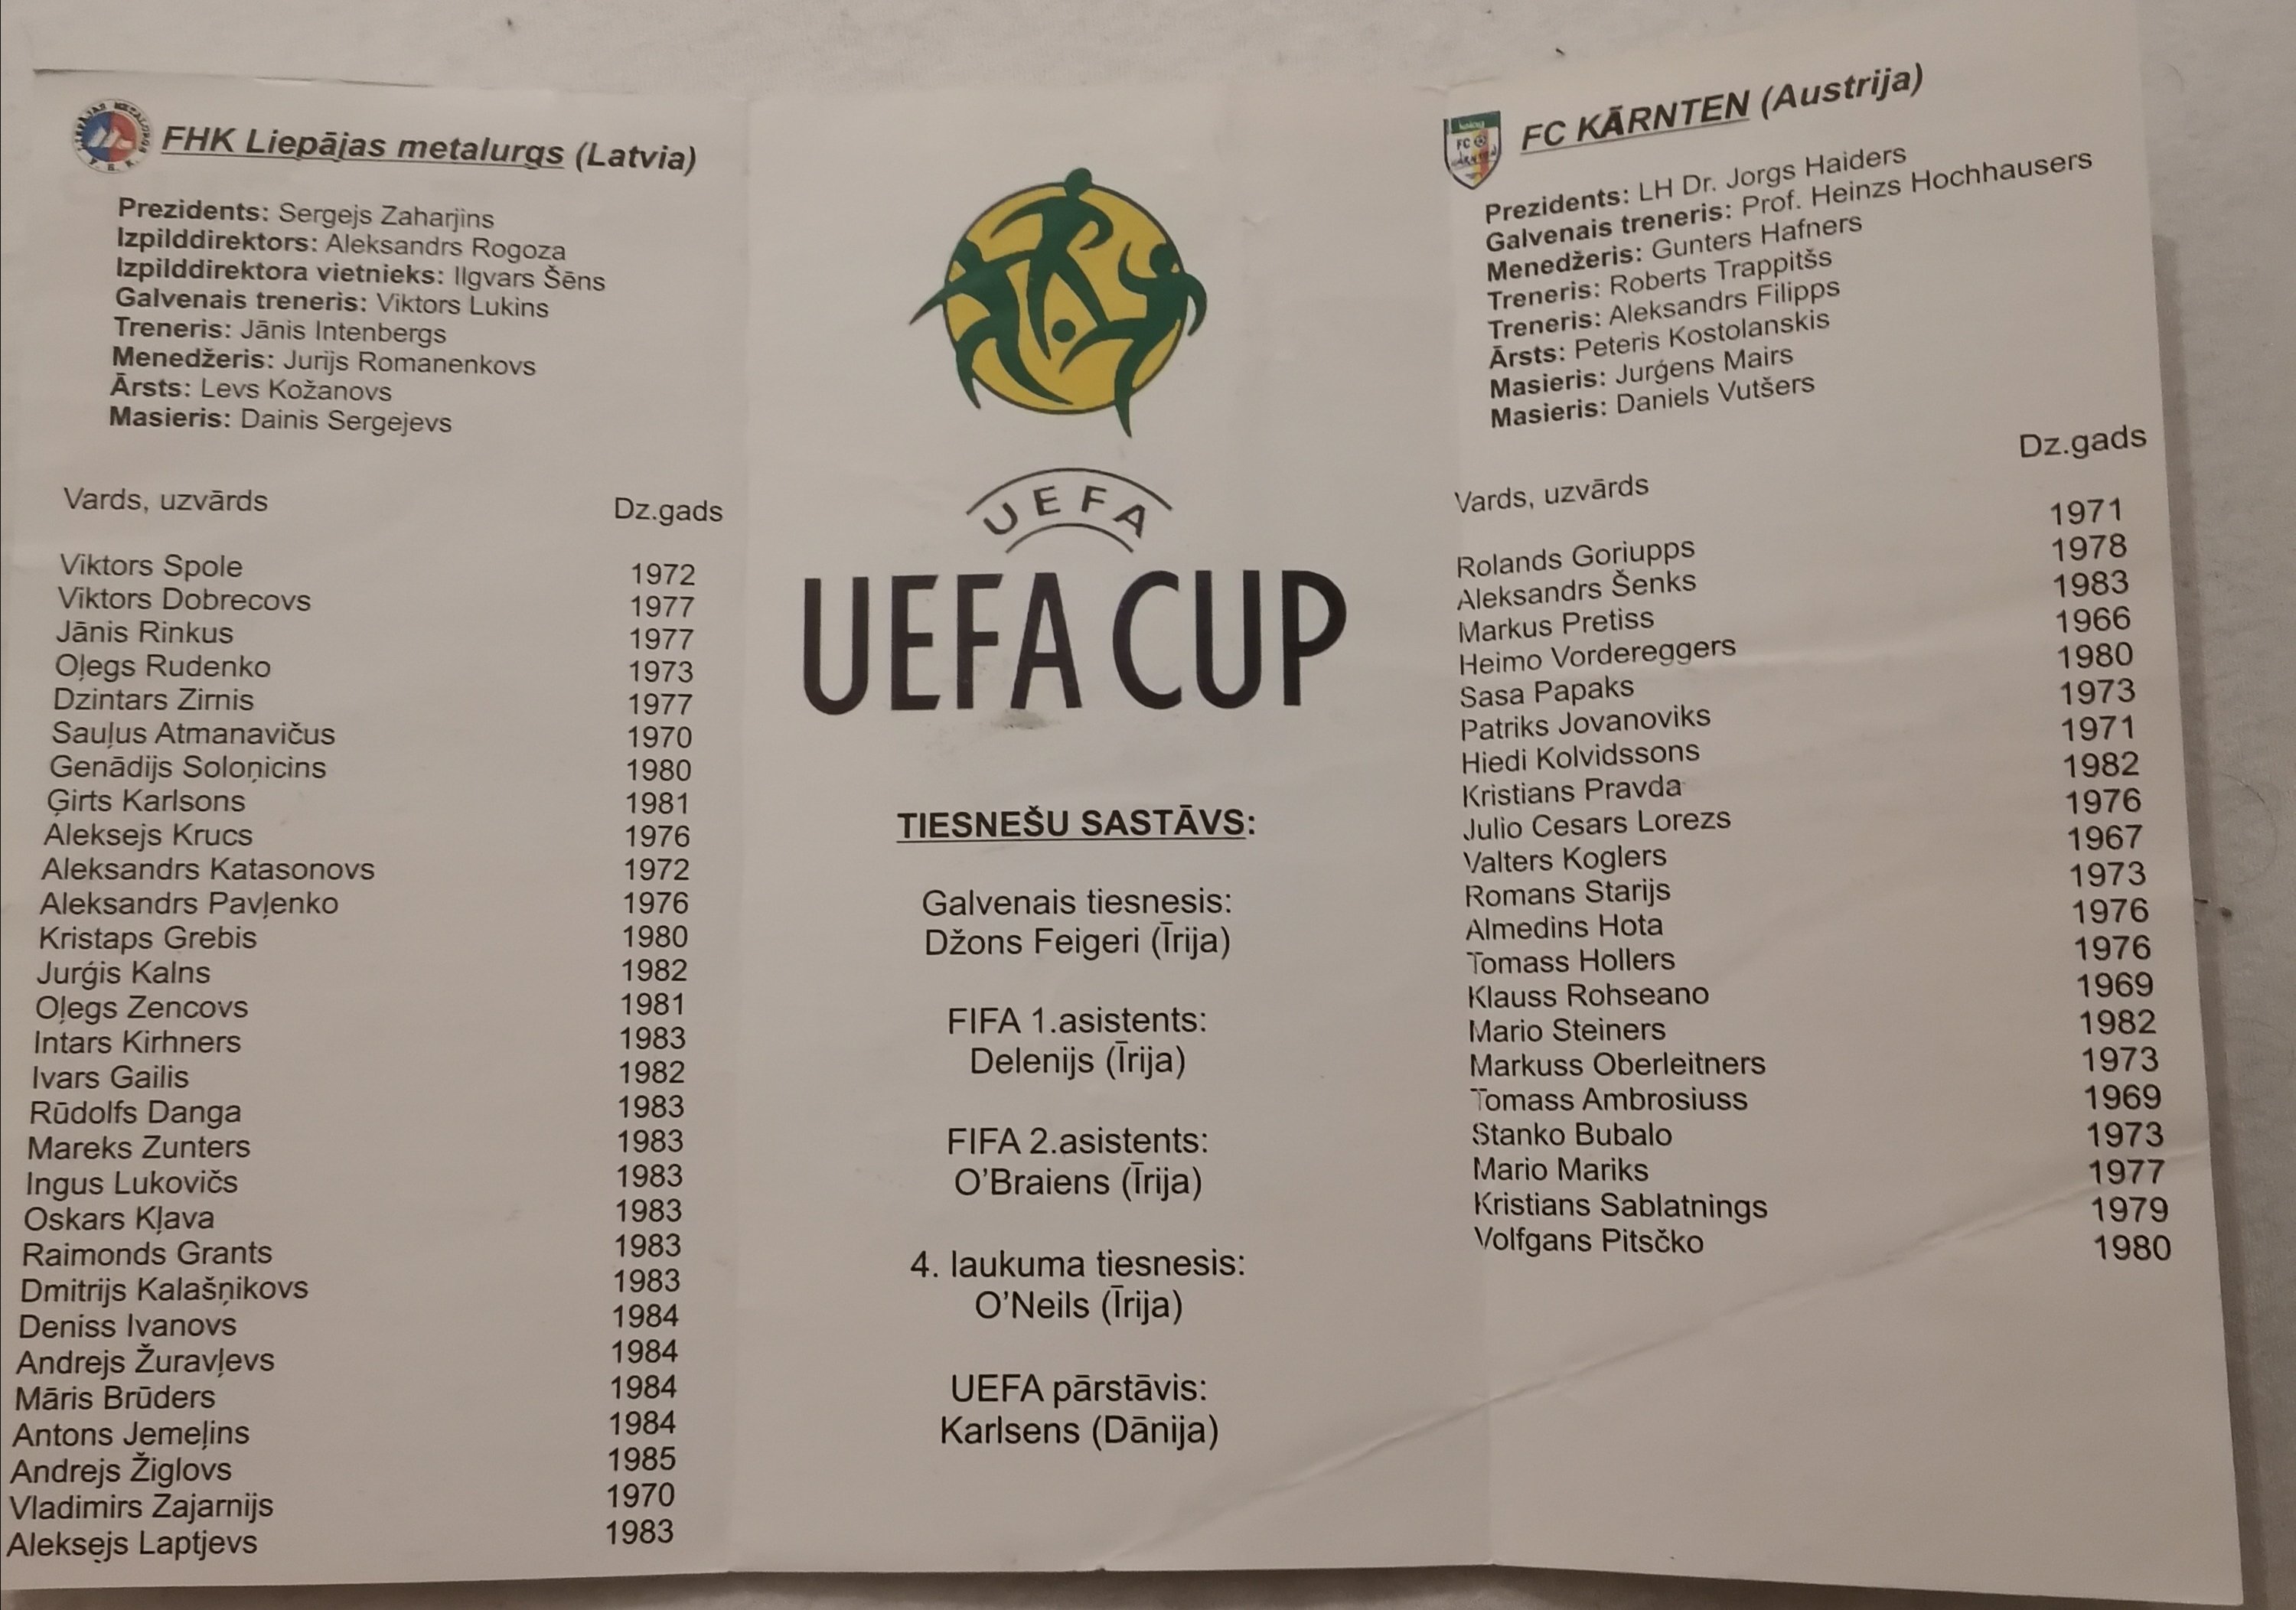 FHK Liepājas metalurgs (Latvia)
Prezidents: Sergejs Zaharjins
Izpilddirektors: Aleksandrs Rogoza
Izpilddirektora vietnieks: Ilgvars Šēns
Galvenais treneris: Viktors Lukins
Treneris: Jānis Intenbergs
Menedžeris: Jurijs Romanenkovs
Ārsts: Levs Kožanovs
Masieris: Dainis Sergejevs
Vards, uzvārds Dz.gads
Viktors Spole 1972
Viktors Dobrecovs 1977
Jānis Rinkus 1977
Oļegs Rudenko 1973
Dzintars Zirnis 1977
Sauļus Atmanavičus 1970
Genādijs Soloņicins 1980
Ģirts Karlsons 1981
Aleksejs Krucs 1976
Aleksandrs Katasonovs 1972
Aleksandrs Pavļenko 1976
Kristaps Grebis 1980
Jurģis Kalns 1982
Oļegs Zencovs 1981
Intars Kirhners 1983
Ivars Gailis 1982
Rūdolfs Danga 1983
Mareks Zunters 1983
Ingus Lukovičs 1983
Oskars Kļava 1983
Raimonds Grants 1983
Dmitrijs Kalašņikovs 1983
Deniss Ivanovs 1984
Andrejs Žuravļevs 1984
Māris Brūders 1984
Antons Jemeļins 1984
Andrejs Žiglovs 1985
Vladimirs Zajarnijs 1970
Aleksejs Laptjevs 1983
UEFA
UEFA CUP
TIESNEŠU SASTĀVS:
Galvenais tiesnesis:
Džons Feigeri (Īrija)
FIFA 1.asistents:
Delenijs (Īrija)
FIFA 2.asistents:
O'Braiens (Īrija)
4. laukuma tiesnesis:
O'Neils (Īrija)
UEFA pārstāvis:
Karlsens (Dānija)
FC
FC KĀRNTEN (Austrija)
Prezidents: LH Dr. Jorgs Haiders
Galvenais treneris: Prof. Heinzs Hochhausers
Menedžeris: Gunters Hafners
Treneris: Roberts Trappitšs
Treneris: Aleksandrs Filipps
Ārsts: Peteris Kostolanskis
Masieris: Jurģens Mairs
Masieris: Daniels Vutšers
Vards, uzvārds Dz.gads
Rolands Goriupps 1971
Aleksandrs Šenks 1978
Markus Pretiss 1983
Heimo Vordereggers 1966
Sasa Papaks 1980
Patriks Jovanoviks 1973
Hiedi Kolvidssons 1971
Kristians Pravda 1982
Julio Cesars Lorezs 1976
Valters Koglers 1967
Romans Starijs 1973
Almedins Hota 1976
Tomass Hollers 1976
Klauss Rohseano 1969
Mario Steiners 1982
Markuss Oberleitners 1973
Tomass Ambrosiuss 1969
Stanko Bubalo 1973
Mario Mariks 1977
Kristians Sablatnings 1979
Volfgans Pitsčko 1980